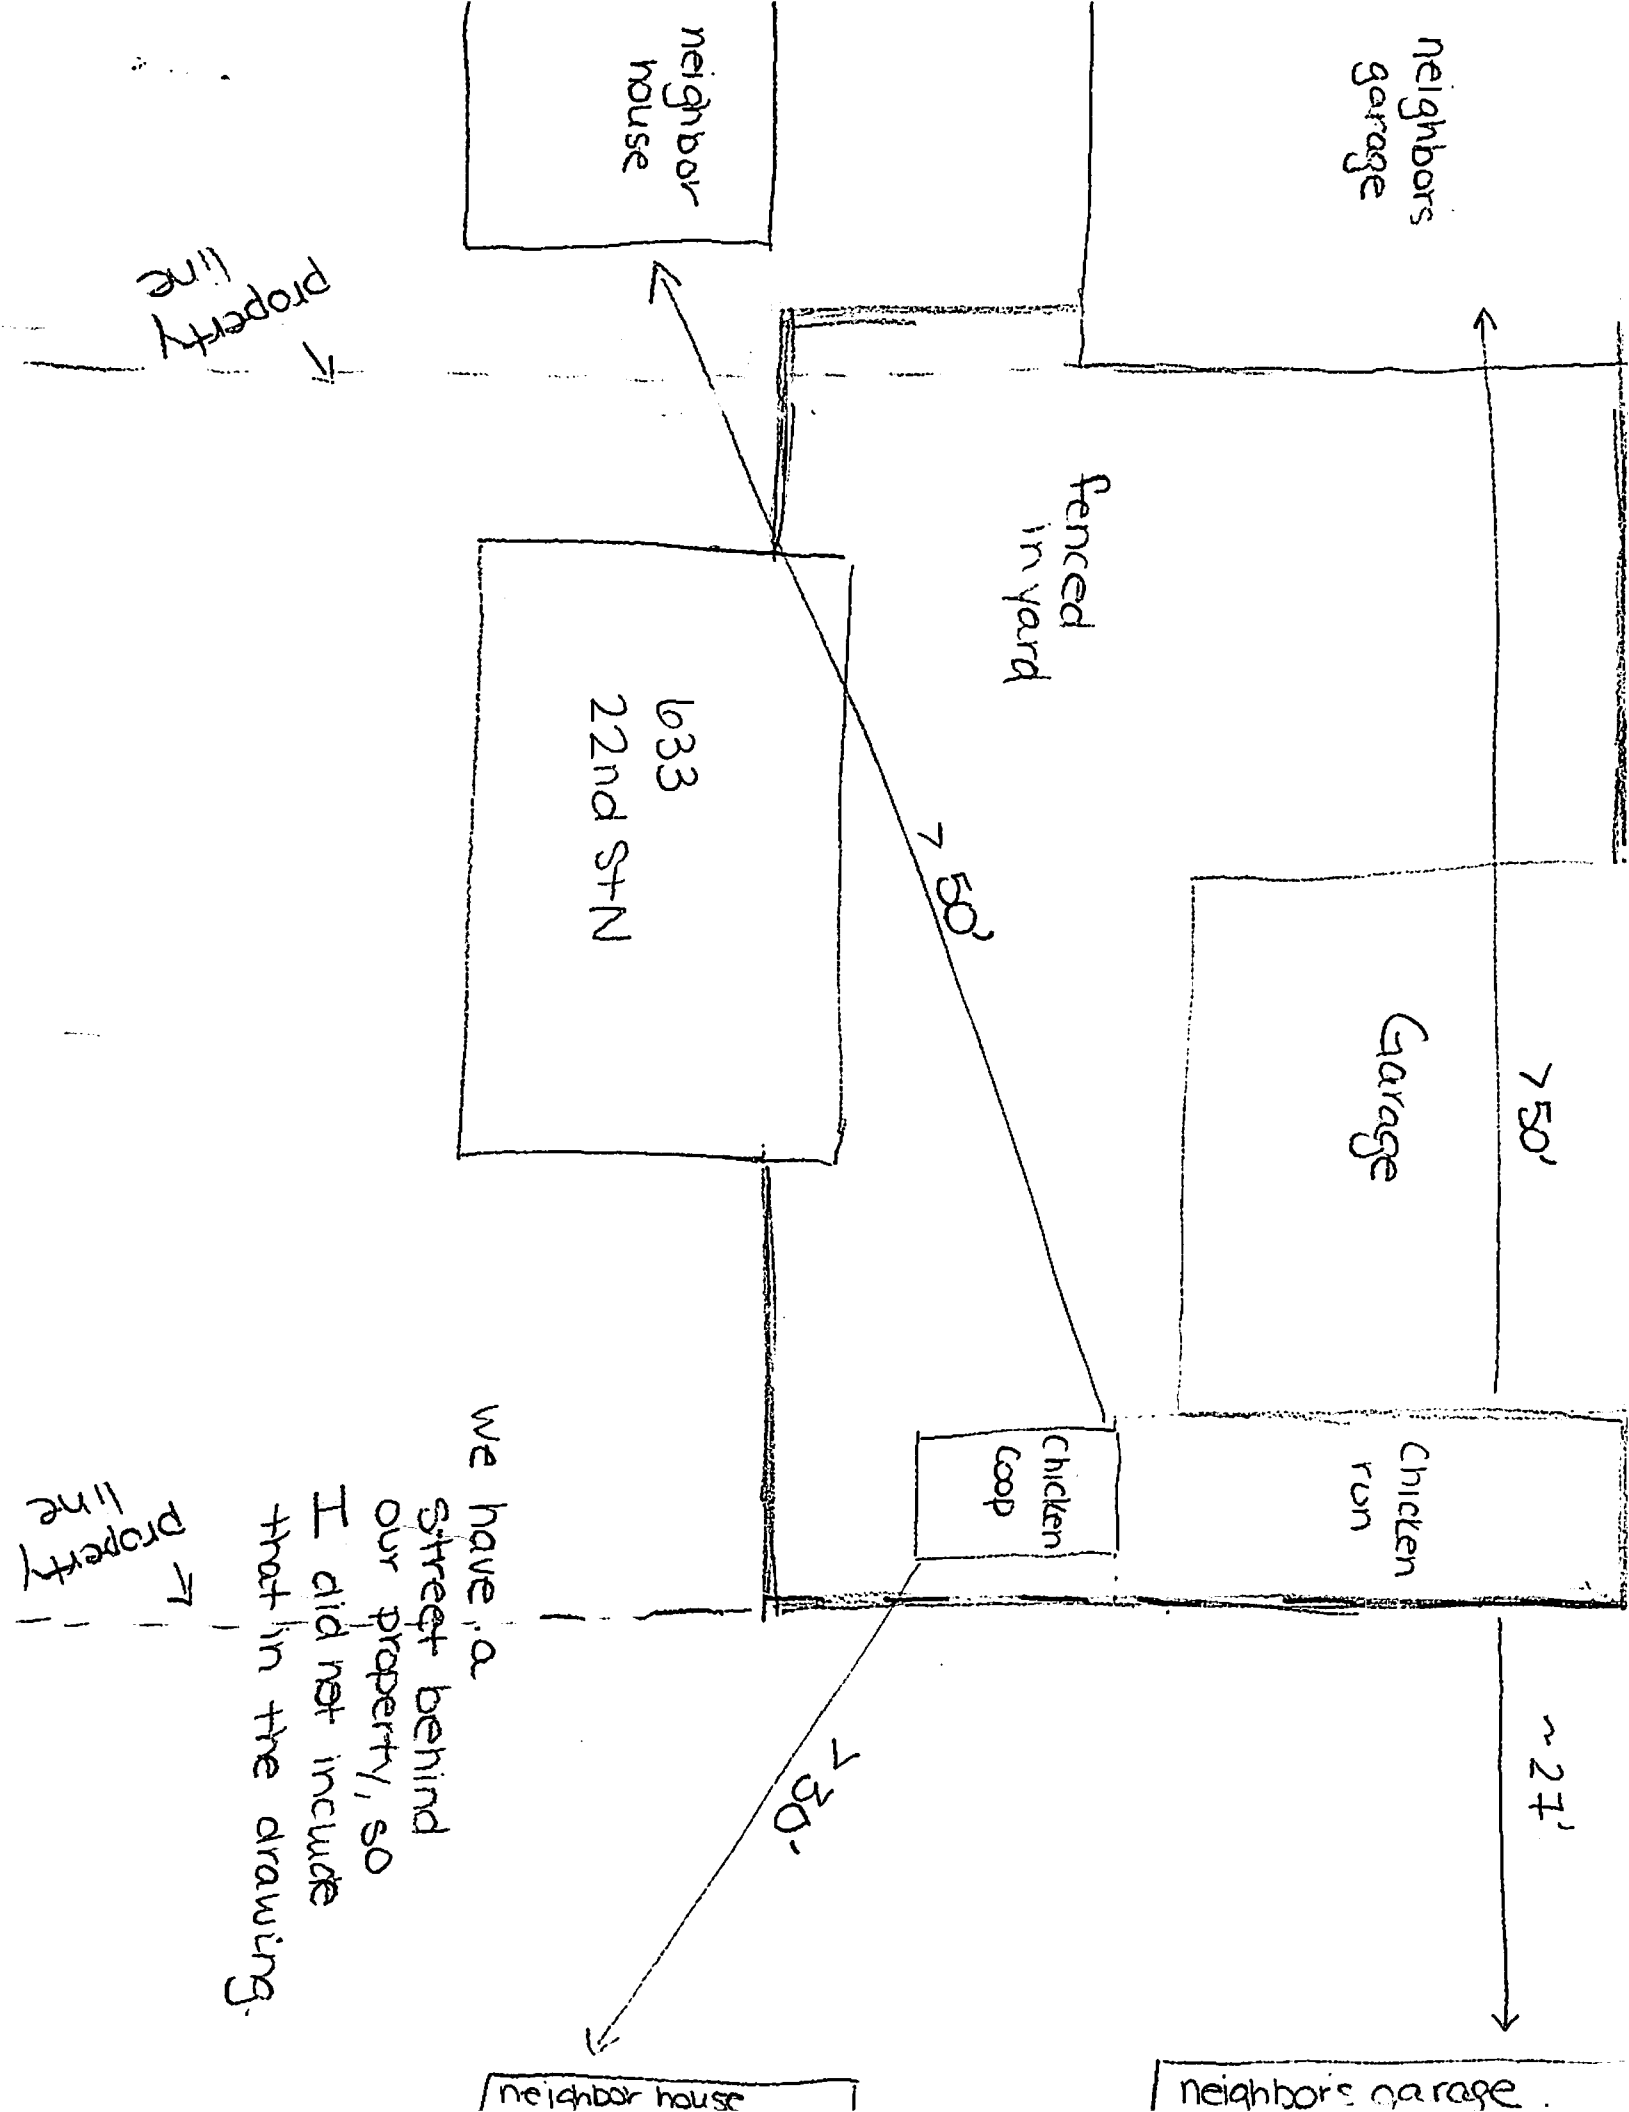 neighbors
garage
neighbor
house
property
line
fenced
in yard
633
22nd St N
> 50'
Garage
> 50'
Chicken
coop
Chicken
run
property
line
we have a
street behind
our property, so
I did not include
that in the drawing.
> 30'
~ 27'
neighbor house
neighbors garage.